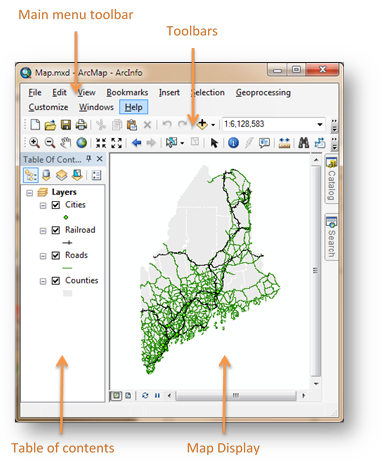 Main menu toolbar
Toolbars
Map.mxd - ArcMap - ArcInfo
File Edit View Bookmarks Insert Selection Geoprocessing
Customize Windows Help
1:6,128,583
Table Of Cont...
Layers
Cities
Railroad
Roads
Counties
Catalog
Search
Table of contents
Map Display